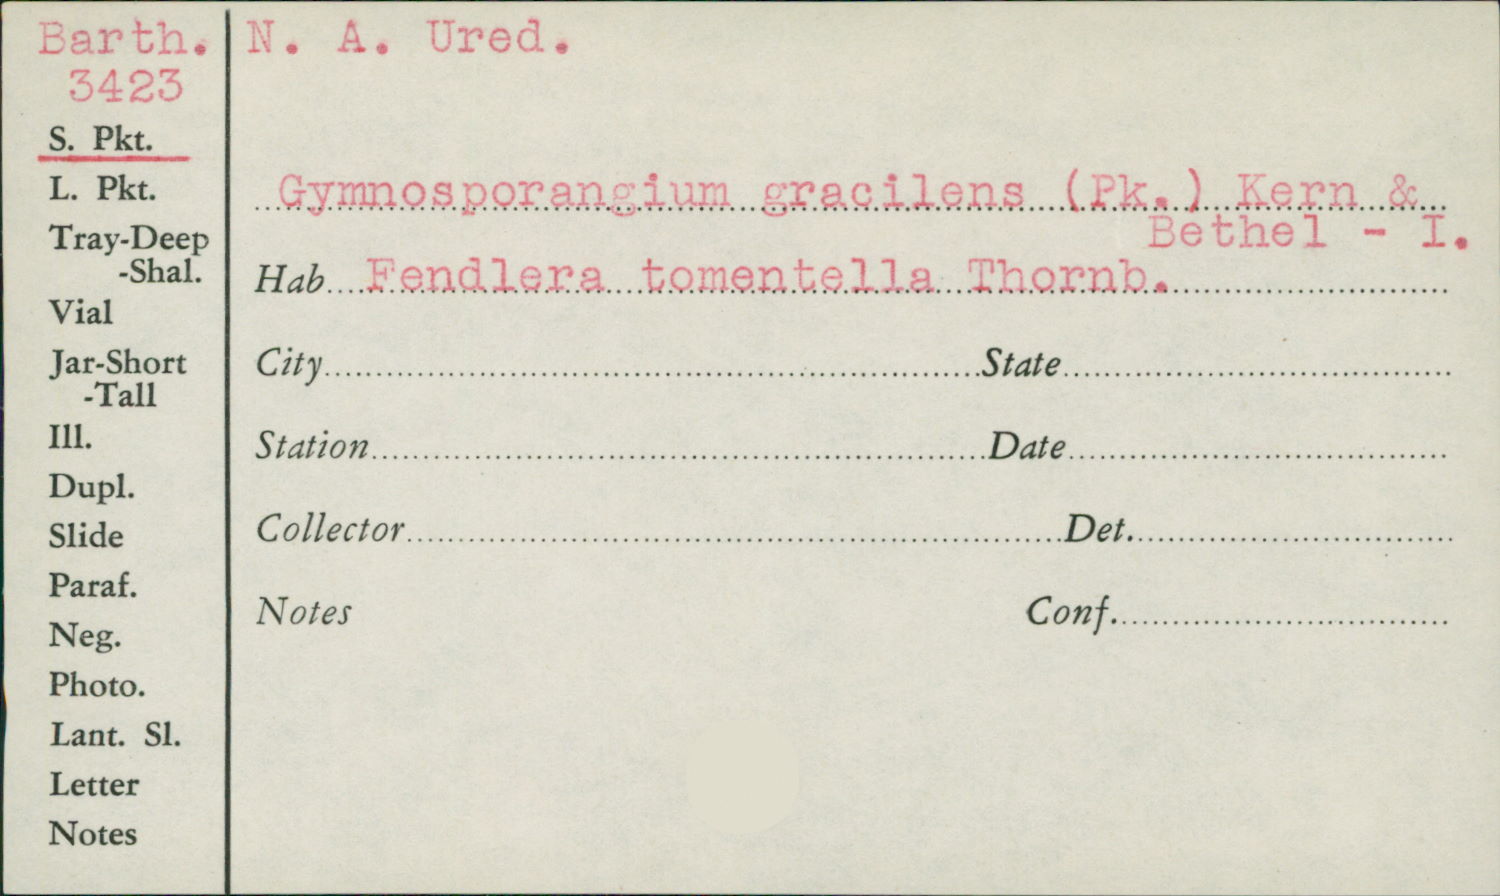 Barth.
3423
S. Pkt.
L. Pkt.
Tray-Deep
-Shal.
Vial
Jar-Short
-Tall
Ill.
Dupl.
Slide
Paraf.
Neg.
Photo.
Lant. Sl.
Letter
Notes
N. A. Ured.
Gymnosporangium gracilens (Pk.) Kern &
Bethel - I.
Hab Fendlera tomentella Thornb.
City State
Station Date
Collector Det.
Notes Conf.